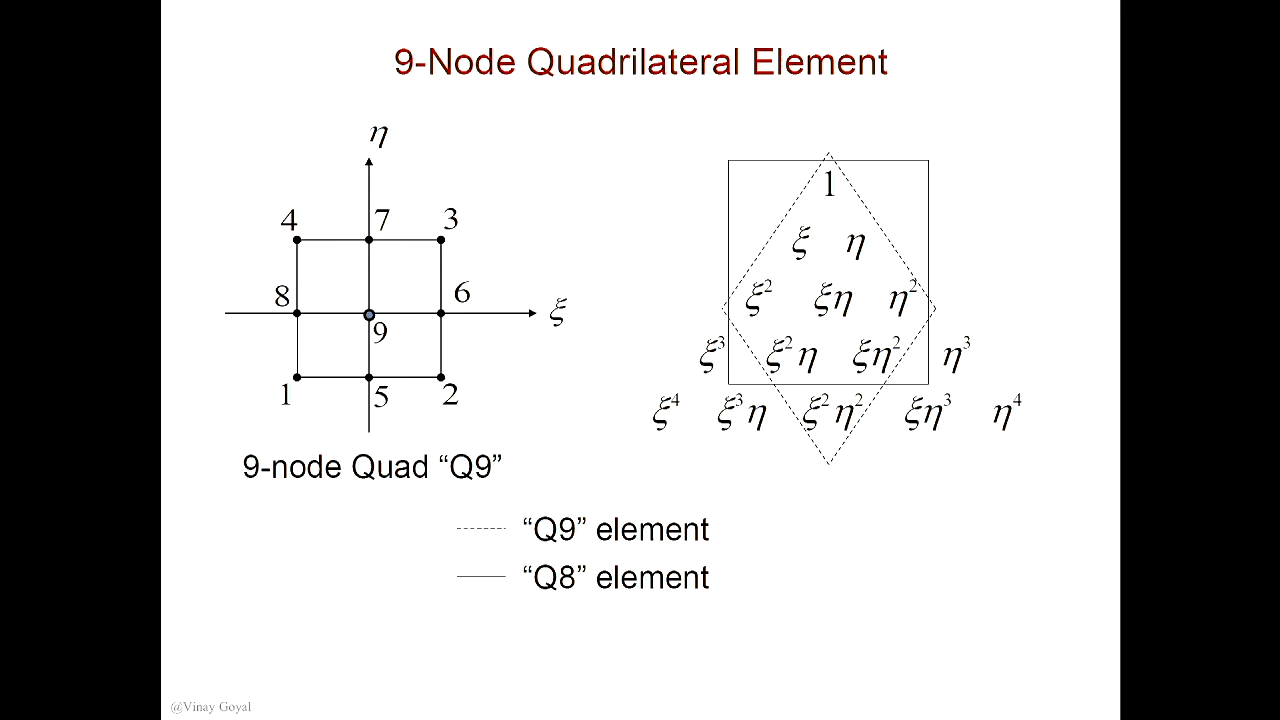 9-Node Quadrilateral Element
η
4 7 3
8 6 ξ
9
1 5 2
9-node Quad “Q9”
1
ξ η
ξ² ξη η²
ξ³ ξ²η ξη² η³
ξ⁴ ξ³η ξ²η² ξη³ η⁴
“Q9” element
“Q8” element
@Vinay Goyal